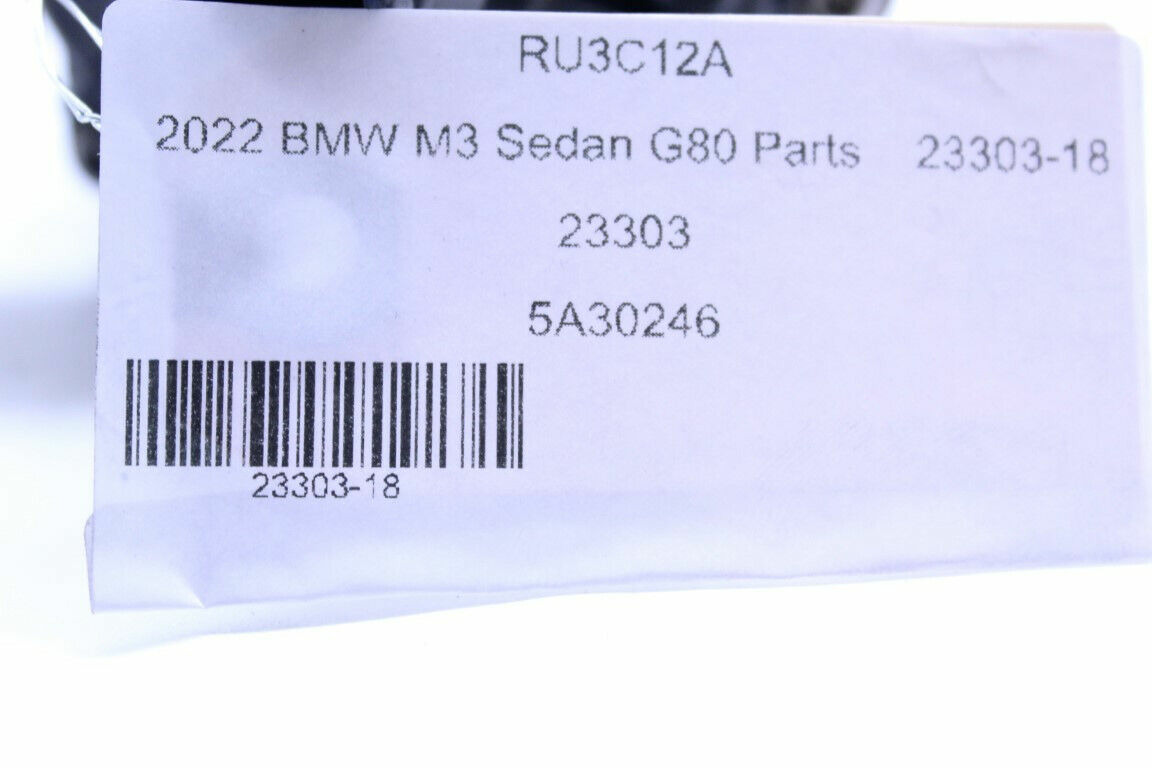 RU3C12A
2022 BMW M3 Sedan G80 Parts 23303-18
23303
5A30246
23303-18